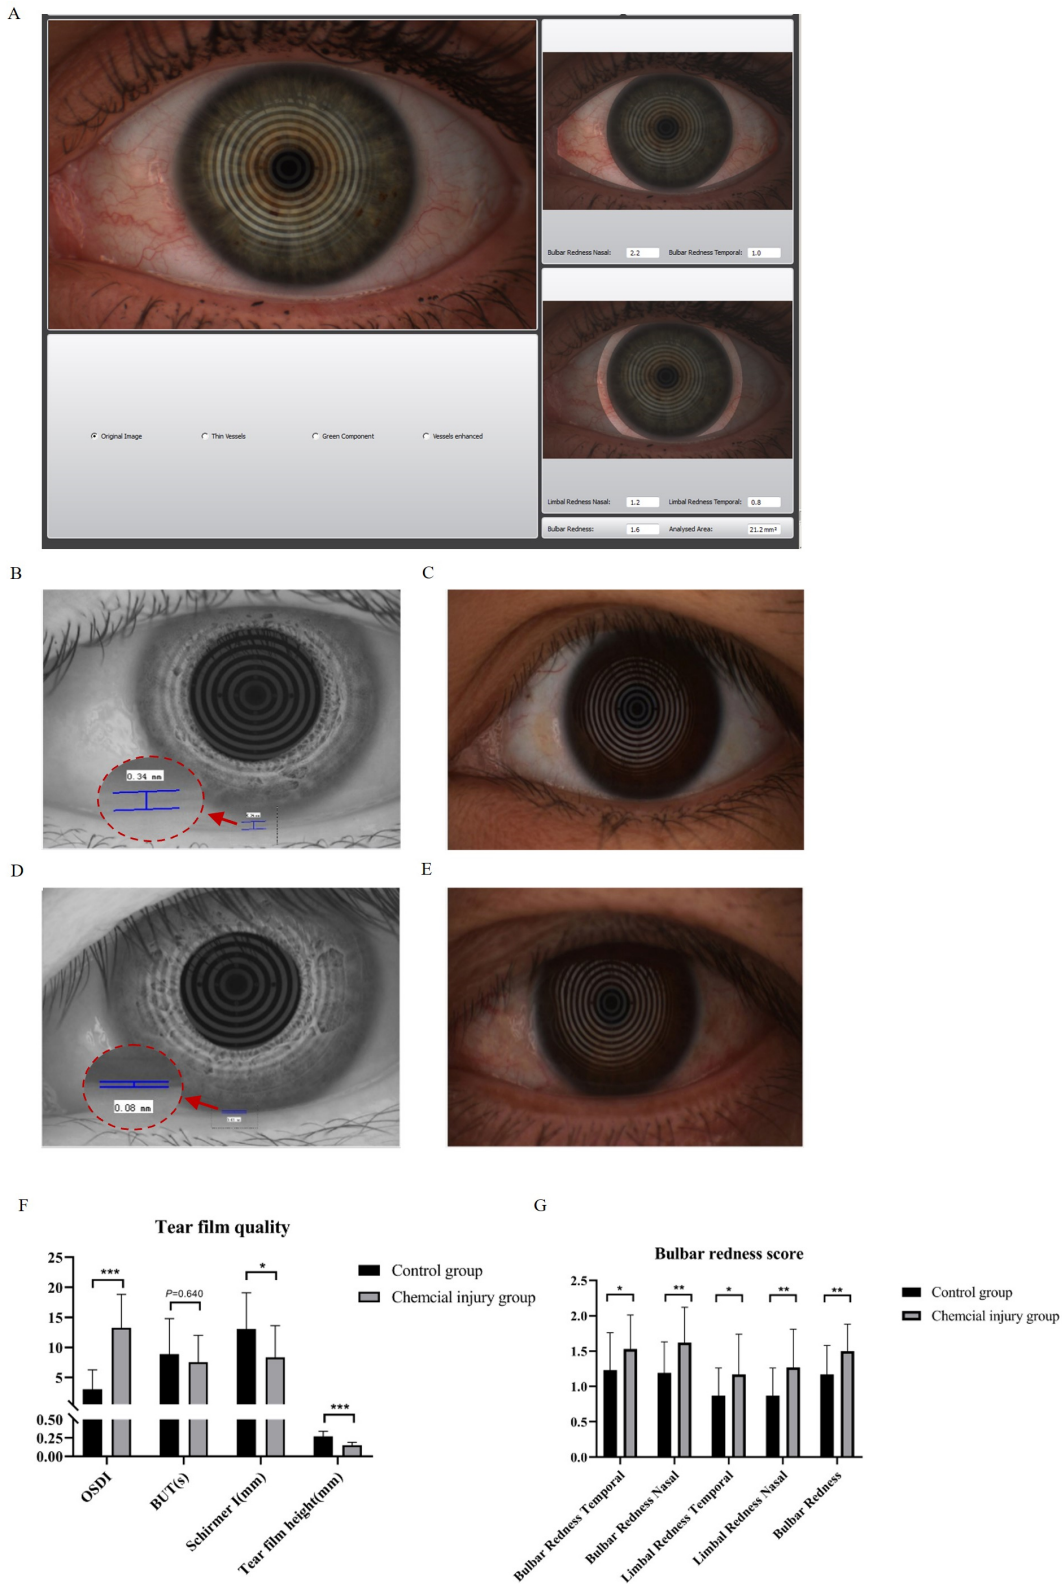 A
Bulbar Redness Nasal: 2.2 Bulbar Redness Temporal: 1.0
Original Image Thin Vessels Green Component Vessels enhanced
Limbal Redness Nasal: 1.2 Limbal Redness Temporal: 0.8
Bulbar Redness: 1.6 Analysed Area: 21.2 mm²
B
0.34 mm
C
D
0.08 mm
E
F
Tear film quality
25
20
15
10
5
0.50
0.25
0.00
***
P=0.640
*
***
Control group
Chemcial injury group
OSDI
BUT(s)
Schirmer I(mm)
Tear film height(mm)
G
Bulbar redness score
2.5
2.0
1.5
1.0
0.5
0.0
*
**
*
**
**
Control group
Chemcial injury group
Bulbar Redness Temporal
Bulbar Redness Nasal
Limbal Redness Temporal
Limbal Redness Nasal
Bulbar Redness